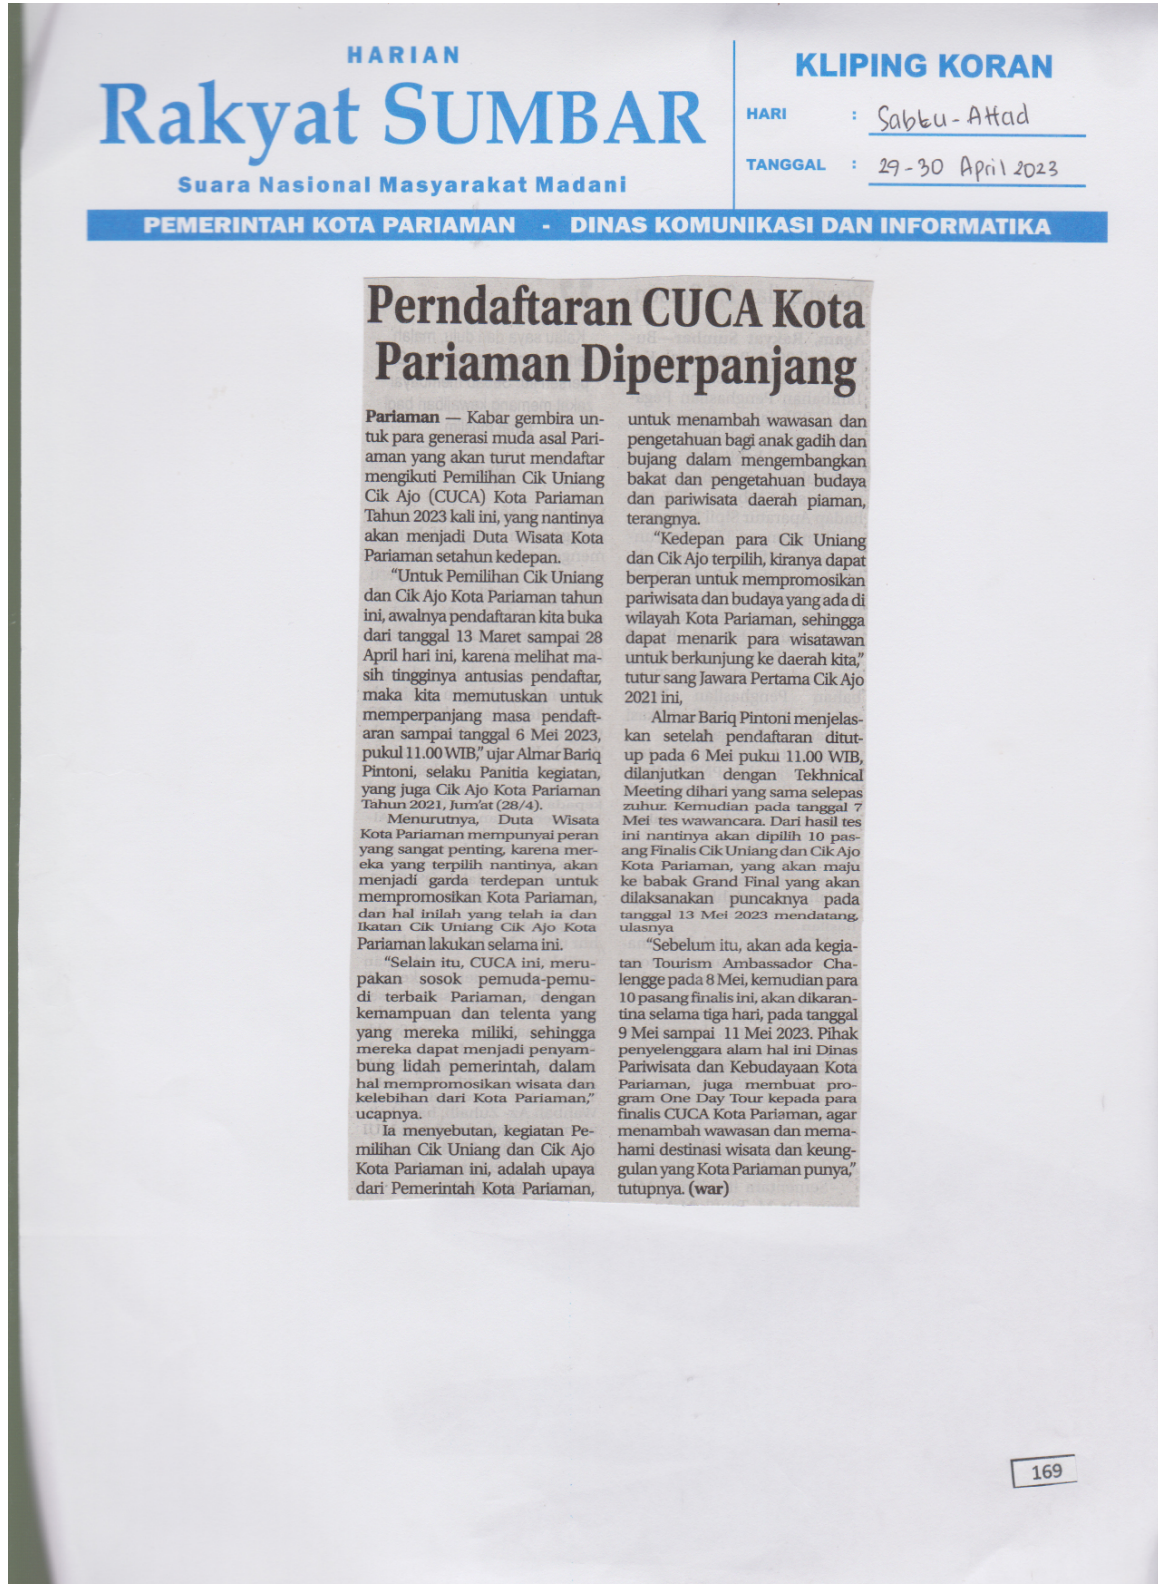 HARIAN
Rakyat SUMBAR
Suara Nasional Masyarakat Madani
KLIPING KORAN
HARI : Sabtu - Ahad
TANGGAL : 29-30 April 2023
PEMERINTAH KOTA PARIAMAN - DINAS KOMUNIKASI DAN INFORMATIKA
Perndaftaran CUCA Kota
Pariaman Diperpanjang
Pariaman — Kabar gembira un-
tuk para generasi muda asal Pari-
aman yang akan turut mendaftar
mengikuti Pemilihan Cik Uniang
Cik Ajo (CUCA) Kota Pariaman
Tahun 2023 kali ini, yang nantinya
akan menjadi Duta Wisata Kota
Pariaman setahun kedepan.
“Untuk Pemilihan Cik Uniang
dan Cik Ajo Kota Pariaman tahun
ini, awalnya pendaftaran kita buka
dari tanggal 13 Maret sampai 28
April hari ini, karena melihat ma-
sih tingginya antusias pendaftar,
maka kita memutuskan untuk
memperpanjang masa pendaft-
aran sampai tanggal 6 Mei 2023,
pukul 11.00 WIB,” ujar Almar Bariq
Pintoni, selaku Panitia kegiatan,
yang juga Cik Ajo Kota Pariaman
Tahun 2021, Jum'at (28/4).
Menurutnya, Duta Wisata
Kota Pariaman mempunyai peran
yang sangat penting, karena mer-
eka yang terpilih nantinya, akan
menjadi garda terdepan untuk
mempromosikan Kota Pariaman,
dan hal inilah yang telah ia dan
Ikatan Cik Uniang Cik Ajo Kota
Pariaman lakukan selama ini.
“Selain itu, CUCA ini, meru-
pakan sosok pemuda-pemu-
di terbaik Pariaman, dengan
kemampuan dan telenta yang
yang mereka miliki, sehingga
mereka dapat menjadi penyam-
bung lidah pemerintah, dalam
hal mempromosikan wisata dan
kelebihan dari Kota Pariaman,”
ucapnya.
Ia menyebutan, kegiatan Pe-
milihan Cik Uniang dan Cik Ajo
Kota Pariaman ini, adalah upaya
dari Pemerintah Kota Pariaman,
untuk menambah wawasan dan
pengetahuan bagi anak gadih dan
bujang dalam mengembangkan
bakat dan pengetahuan budaya
dan pariwisata daerah piaman,
terangnya.
“Kedepan para Cik Uniang
dan Cik Ajo terpilih, kiranya dapat
berperan untuk mempromosikan
pariwisata dan budaya yang ada di
wilayah Kota Pariaman, sehingga
dapat menarik para wisatawan
untuk berkunjung ke daerah kita,”
tutur sang Jawara Pertama Cik Ajo
2021 ini,
Almar Bariq Pintoni menjelas-
kan setelah pendaftaran ditut-
up pada 6 Mei pukul 11.00 WIB,
dilanjutkan dengan Tekhnical
Meeting dihari yang sama selepas
zuhur. Kemudian pada tanggal 7
Mei tes wawancara. Dari hasil tes
ini nantinya akan dipilih 10 pas-
ang Finalis Cik Uniang dan Cik Ajo
Kota Pariaman, yang akan maju
ke babak Grand Final yang akan
dilaksanakan puncaknya pada
tanggal 13 Mei 2023 mendatang,
ulasnya
“Sebelum itu, akan ada kegia-
tan Tourism Ambassador Cha-
lengge pada 8 Mei, kemudian para
10 pasang finalis ini, akan dikaran-
tina selama tiga hari, pada tanggal
9 Mei sampai 11 Mei 2023. Pihak
penyelenggara alam hal ini Dinas
Pariwisata dan Kebudayaan Kota
Pariaman, juga membuat pro-
gram One Day Tour kepada para
finalis CUCA Kota Pariaman, agar
menambah wawasan dan mema-
hami destinasi wisata dan keung-
gulan yang Kota Pariaman punya,”
tutupnya. (war)
169